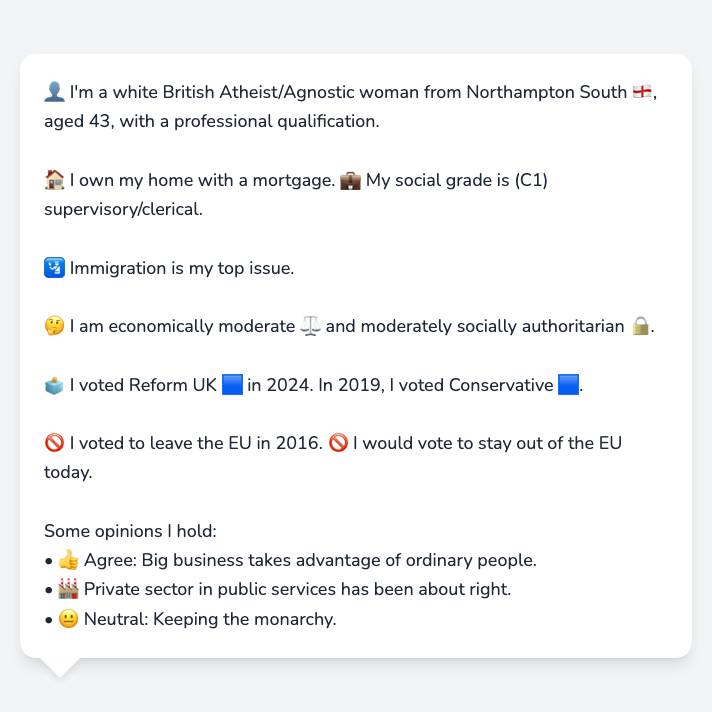 👤 I'm a white British Atheist/Agnostic woman from Northampton South 🏴󠁧󠁢󠁥󠁮󠁧󠁿,
aged 43, with a professional qualification.
🏠 I own my home with a mortgage. 💼 My social grade is (C1)
supervisory/clerical.
🛂 Immigration is my top issue.
🤔 I am economically moderate ⚖️ and moderately socially authoritarian 🔒.
🗳️ I voted Reform UK 🟦 in 2024. In 2019, I voted Conservative 🟦.
🚫 I voted to leave the EU in 2016. 🚫 I would vote to stay out of the EU
today.
Some opinions I hold:
• 👍 Agree: Big business takes advantage of ordinary people.
• 🏭 Private sector in public services has been about right.
• 😐 Neutral: Keeping the monarchy.